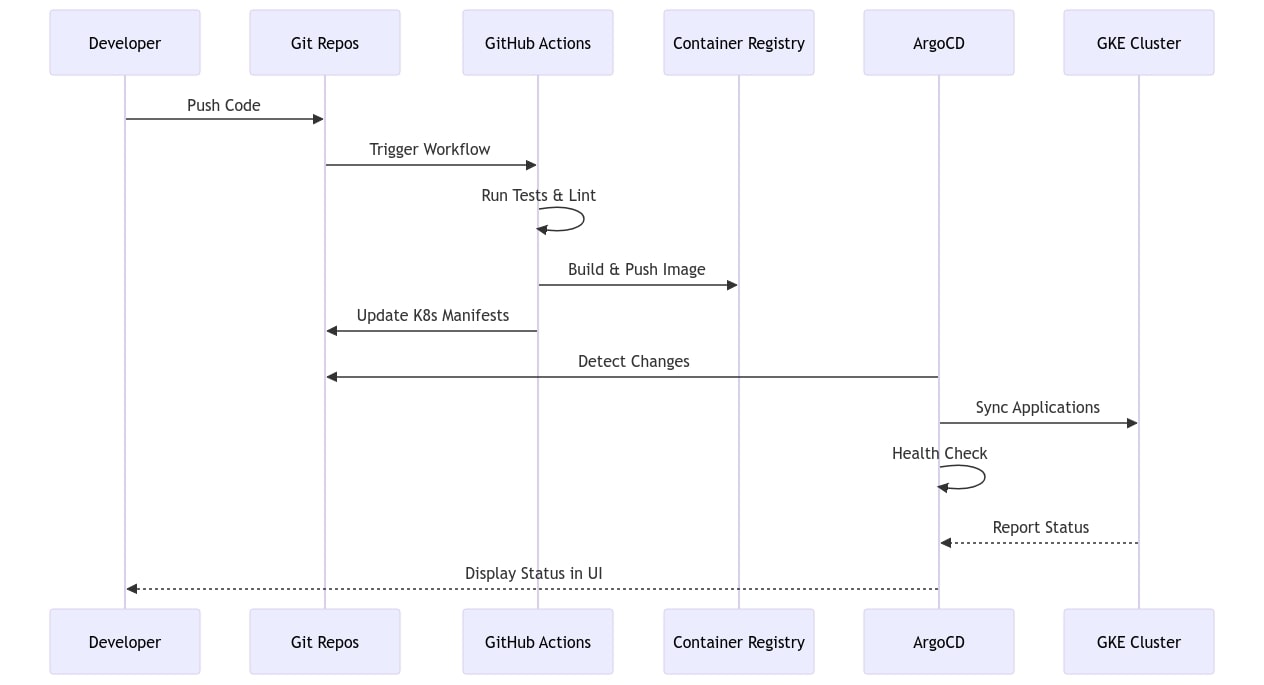 Developer
Git Repos
GitHub Actions
Container Registry
ArgoCD
GKE Cluster
Push Code
Trigger Workflow
Run Tests & Lint
Build & Push Image
Update K8s Manifests
Detect Changes
Sync Applications
Health Check
Report Status
Display Status in UI
Developer
Git Repos
GitHub Actions
Container Registry
ArgoCD
GKE Cluster